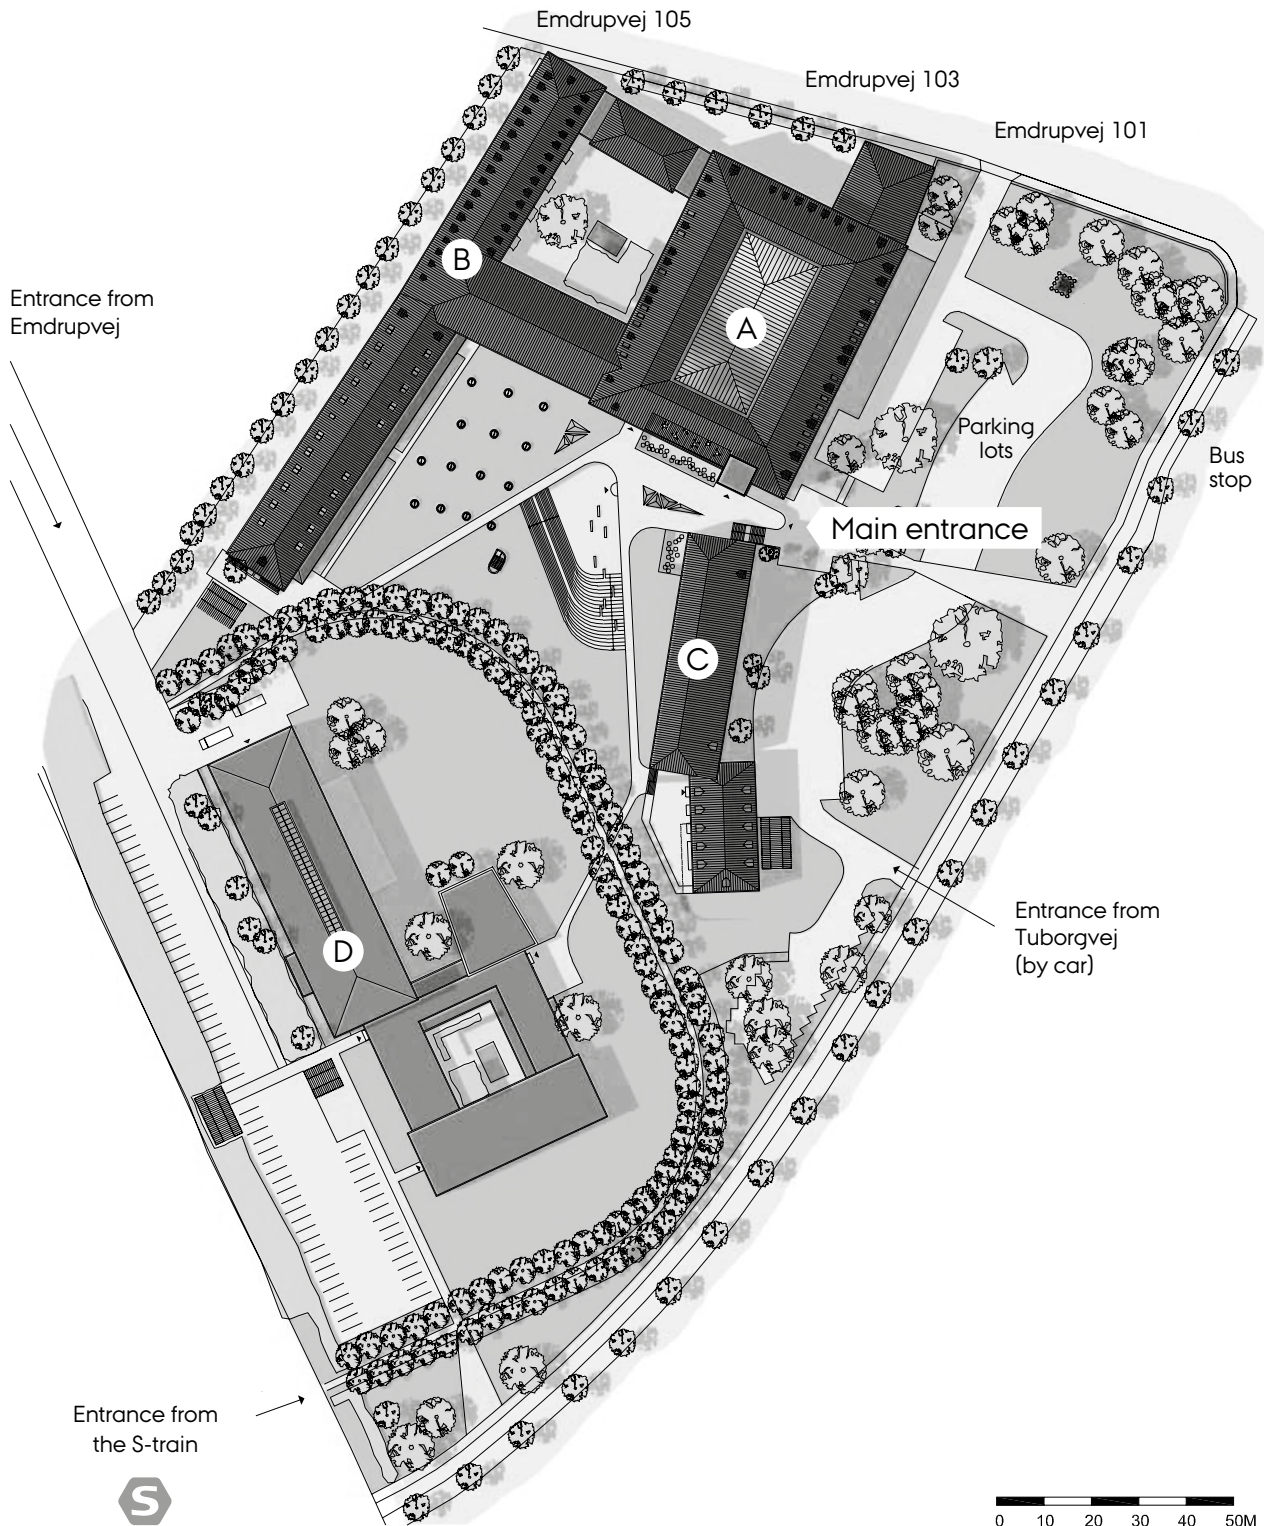 Emdrupvej 105
Emdrupvej 103
Emdrupvej 101
B
Entrance from
Emdrupvej
A
Parking
lots
Bus
stop
Main entrance
C
Entrance from
Tuborgvej
(by car)
D
Entrance from
the S-train
S
0 10 20 30 40 50M